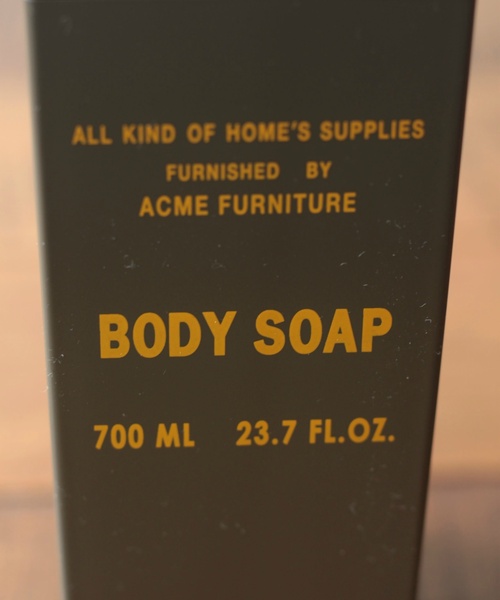 ALL KIND OF HOME'S SUPPLIES
FURNISHED BY
ACME FURNITURE
BODY SOAP
700 ML 23.7 FL.OZ.